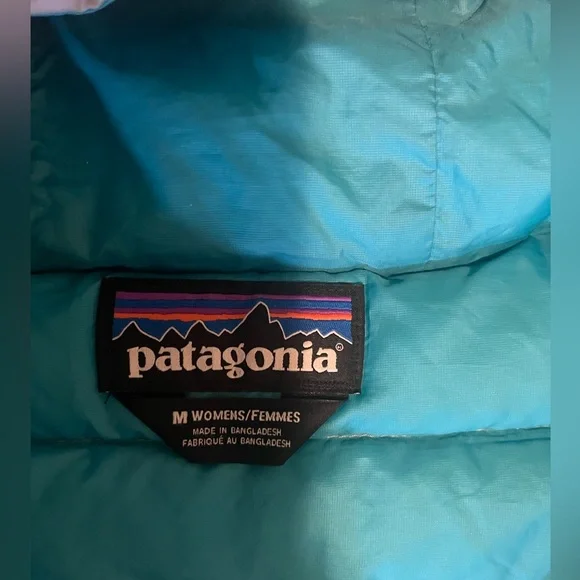 patagonia®
M WOMENS/FEMMES
MADE IN BANGLADESH
FABRIQUÉ AU BANGLADESH